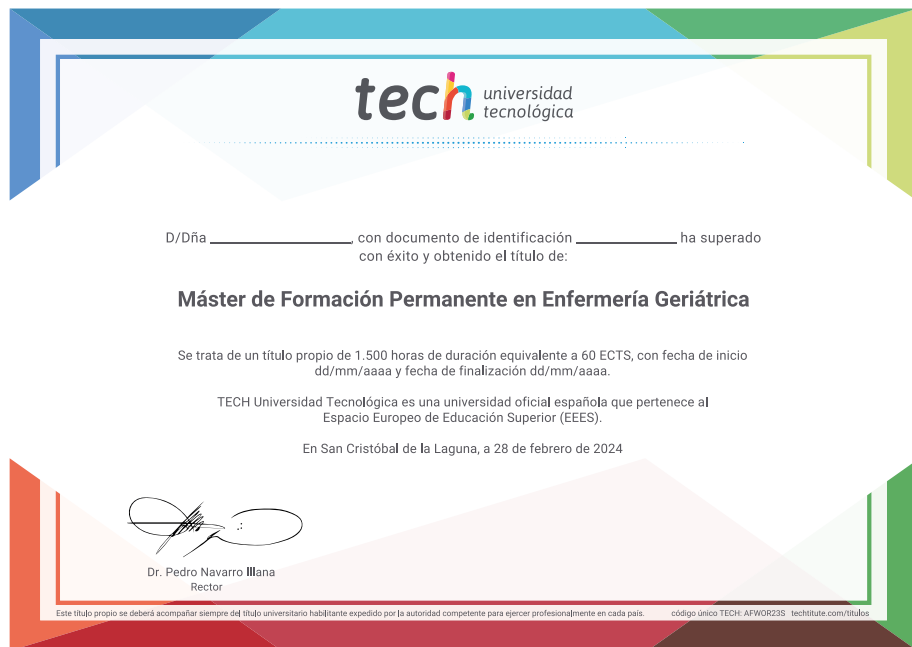 tech universidad
tecnológica
D/Dña ____________________, con documento de identificación ______________ ha superado
con éxito y obtenido el título de:
Máster de Formación Permanente en Enfermería Geriátrica
Se trata de un título propio de 1.500 horas de duración equivalente a 60 ECTS, con fecha de inicio
dd/mm/aaaa y fecha de finalización dd/mm/aaaa.
TECH Universidad Tecnológica es una universidad oficial española que pertenece al
Espacio Europeo de Educación Superior (EEES).
En San Cristóbal de la Laguna, a 28 de febrero de 2024
Dr. Pedro Navarro Illana
Rector
Este título propio se deberá acompañar siempre del título universitario habilitante expedido por la autoridad competente para ejercer profesionalmente en cada país. código único TECH: AFWOR23S techtitute.com/titulos